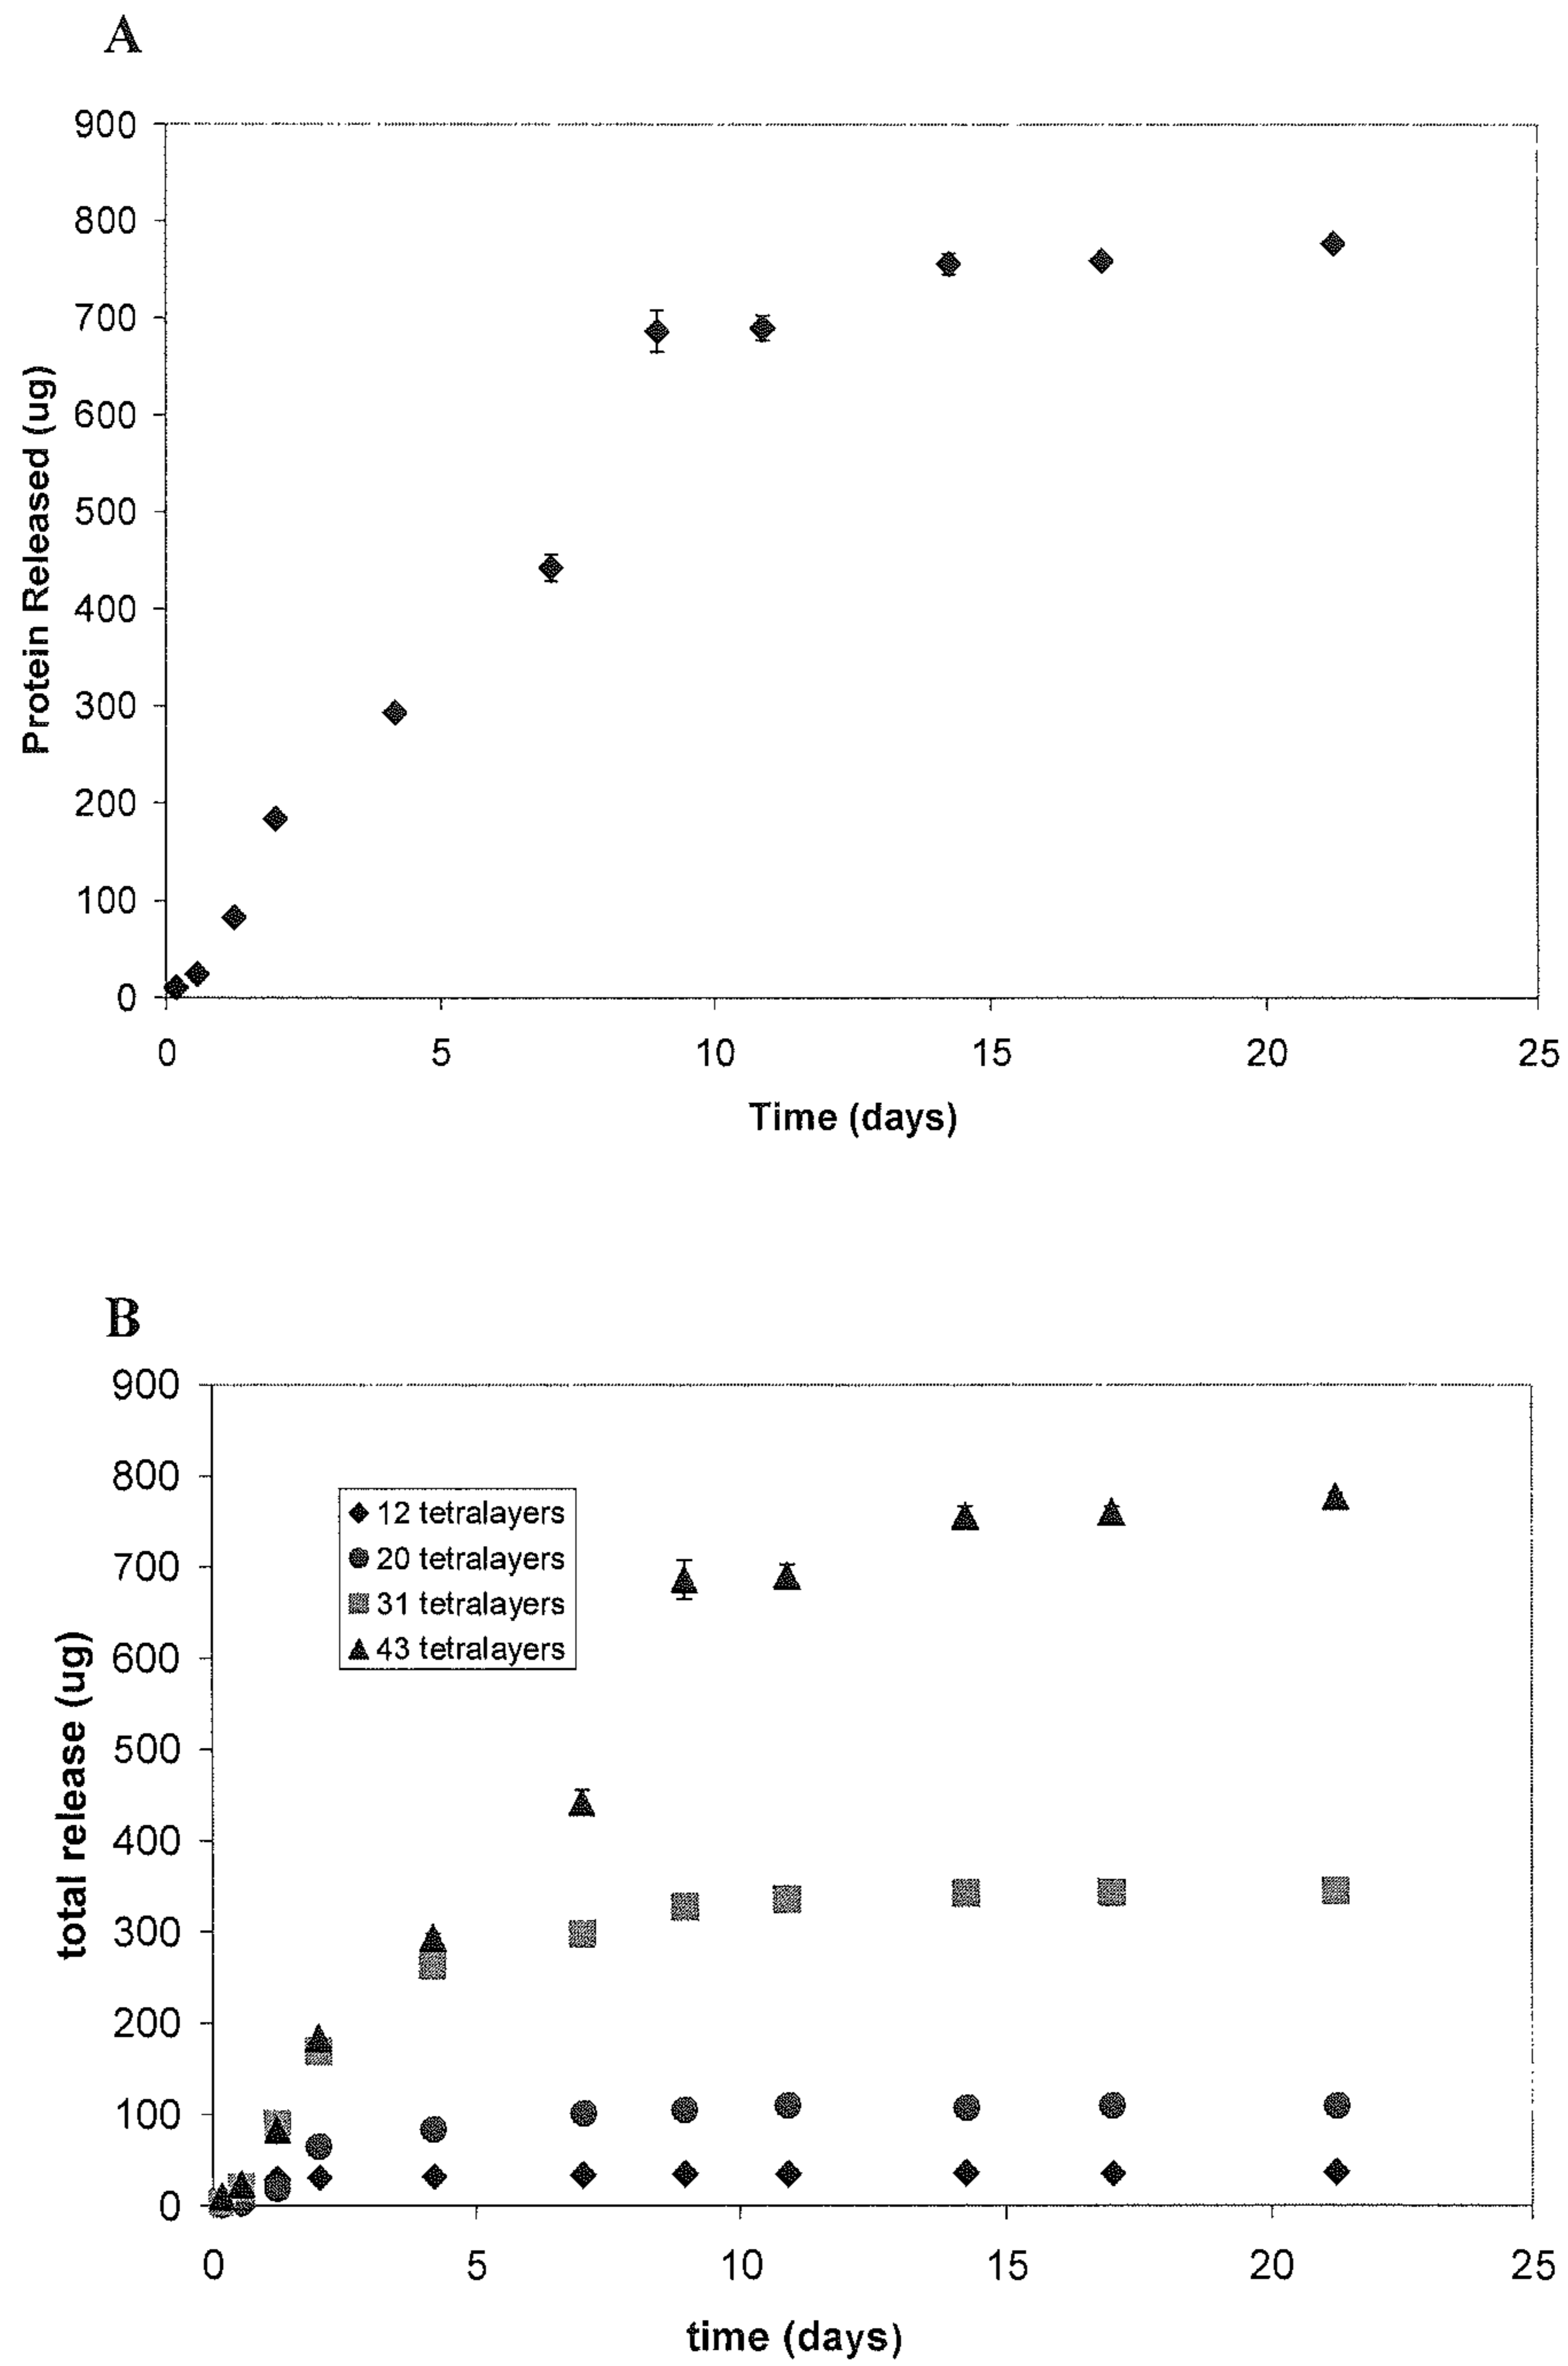 A
900
800
700
600
500
400
300
200
100
0
Protein Released (ug)
0 5 10 15 20 25
Time (days)
B
900
800
700
600
500
400
300
200
100
0
total release (ug)
12 tetralayers
20 tetralayers
31 tetralayers
43 tetralayers
0 5 10 15 20 25
time (days)